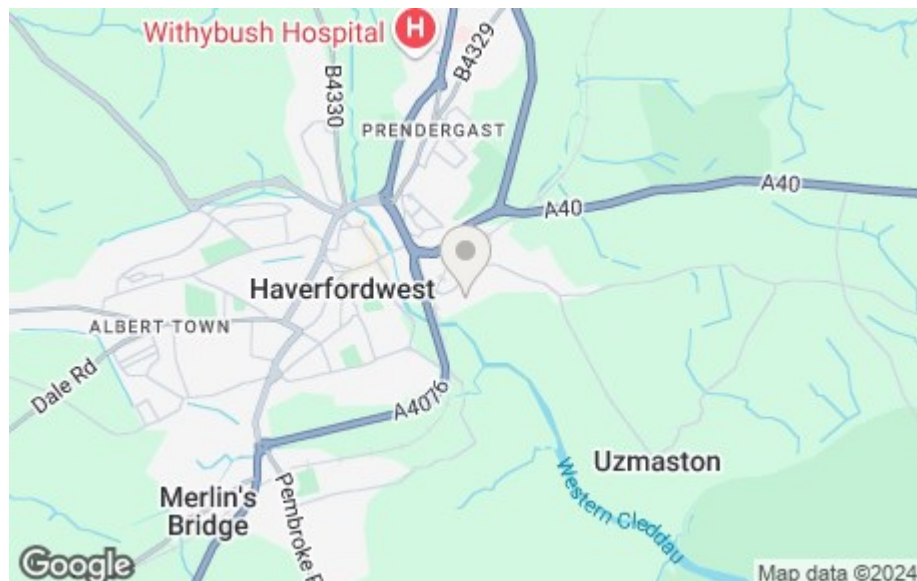 Withybush Hospital
H
B4329
B4330
PRENDERGAST
A40
A40
Haverfordwest
ALBERT TOWN
Dale Rd
A4076
Uzmaston
Merlin's
Bridge
Pembroke
Western Cleddau
Google
Map data ©2024